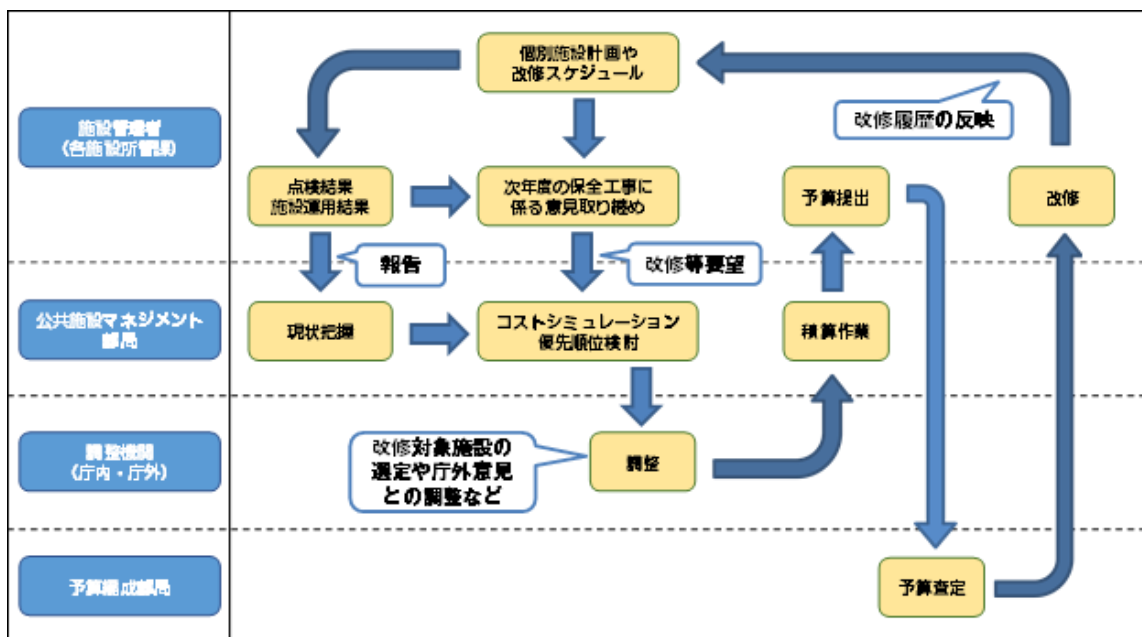 個別施設計画や
改修スケジュール
改修履歴の反映
施設管理者
(各施設所管課)
点検結果
施設運用結果
次年度の保全工事に
係る意見取り纏め
予算提出
改修
報告
改修等要望
公共施設マネジメント
部局
現状把握
コストシミュレーション
優先順位検討
積算作業
調整機関
(庁内・庁外)
改修対象施設の
選定や庁外意見
との調整など
調整
予算編成部局
予算査定